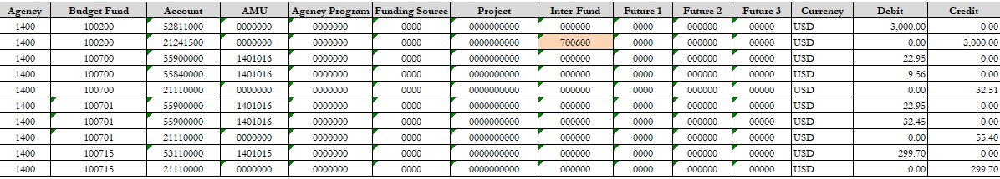 Agency Budget Fund Account AMU Agency Program Funding Source Project Inter-Fund Future 1 Future 2 Future 3 Currency Debit Credit
1400 100200 52811000 0000000 0000000 0000 0000000000 000000 0000 000000 00000 USD 3,000.00 0.00
1400 100200 21241500 0000000 0000000 0000 0000000000 700600 0000 000000 00000 USD 0.00 3,000.00
1400 100700 55900000 1401016 0000000 0000 0000000000 000000 0000 000000 00000 USD 22.95 0.00
1400 100700 55840000 1401016 0000000 0000 0000000000 000000 0000 000000 00000 USD 9.56 0.00
1400 100700 21110000 0000000 0000000 0000 0000000000 000000 0000 000000 00000 USD 0.00 32.51
1400 100701 55900000 1401016 0000000 0000 0000000000 000000 0000 000000 00000 USD 22.95 0.00
1400 100701 55900000 1401016 0000000 0000 0000000000 000000 0000 000000 00000 USD 32.45 0.00
1400 100701 21110000 0000000 0000000 0000 0000000000 000000 0000 000000 00000 USD 0.00 55.40
1400 100715 53110000 1401015 0000000 0000 0000000000 000000 0000 000000 00000 USD 299.70 0.00
1400 100715 21110000 0000000 0000000 0000 0000000000 000000 0000 000000 00000 USD 0.00 299.70